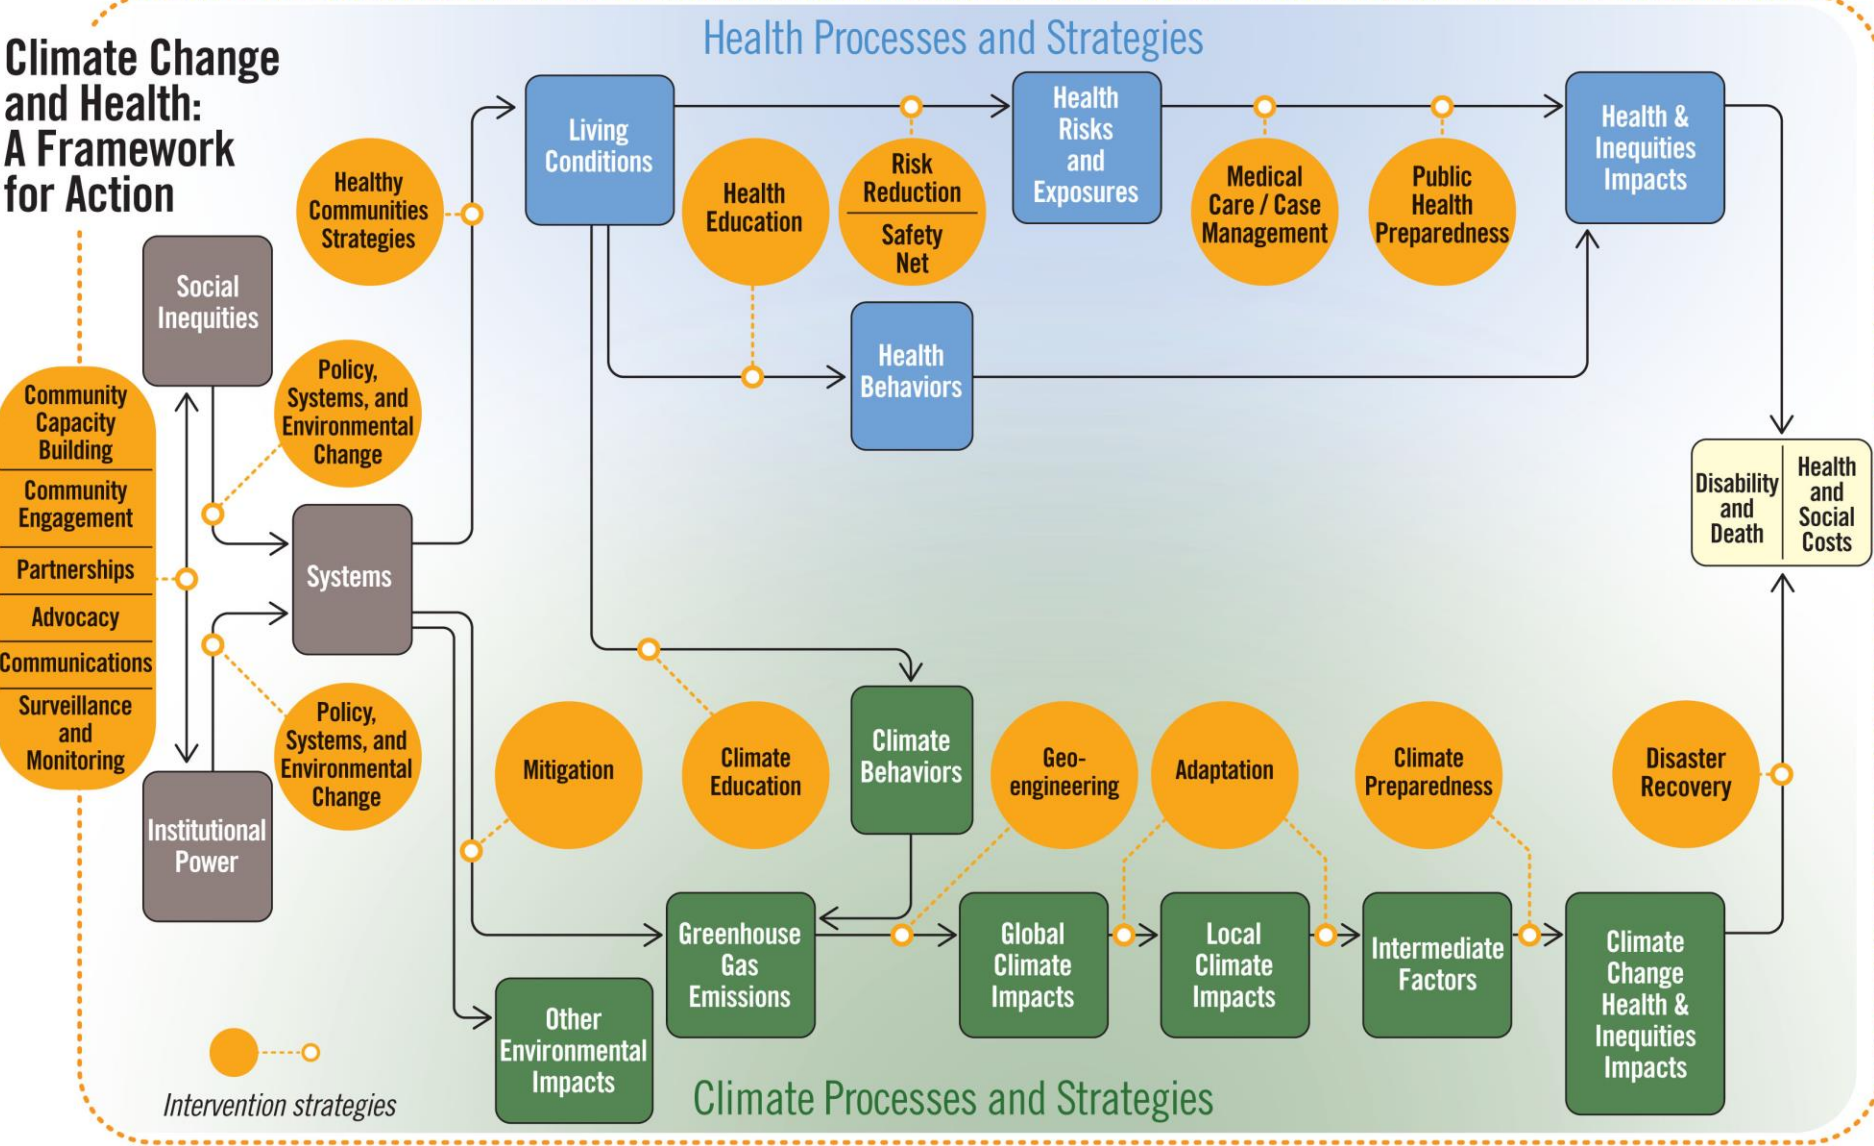 Climate Change
and Health:
A Framework
for Action
Health Processes and Strategies
Social
Inequities
Community
Capacity
Building
Community
Engagement
Partnerships
Advocacy
Communications
Surveillance
and
Monitoring
Institutional
Power
Policy,
Systems, and
Environmental
Change
Systems
Policy,
Systems, and
Environmental
Change
Healthy
Communities
Strategies
Living
Conditions
Health
Education
Risk
Reduction
Safety
Net
Health
Risks
and
Exposures
Medical
Care / Case
Management
Public
Health
Preparedness
Health &
Inequities
Impacts
Health
Behaviors
Disability
and
Death
Health
and
Social
Costs
Mitigation
Climate
Education
Climate
Behaviors
Geo-
engineering
Adaptation
Climate
Preparedness
Disaster
Recovery
Other
Environmental
Impacts
Greenhouse
Gas
Emissions
Global
Climate
Impacts
Local
Climate
Impacts
Intermediate
Factors
Climate
Change
Health &
Inequities
Impacts
Intervention strategies
Climate Processes and Strategies